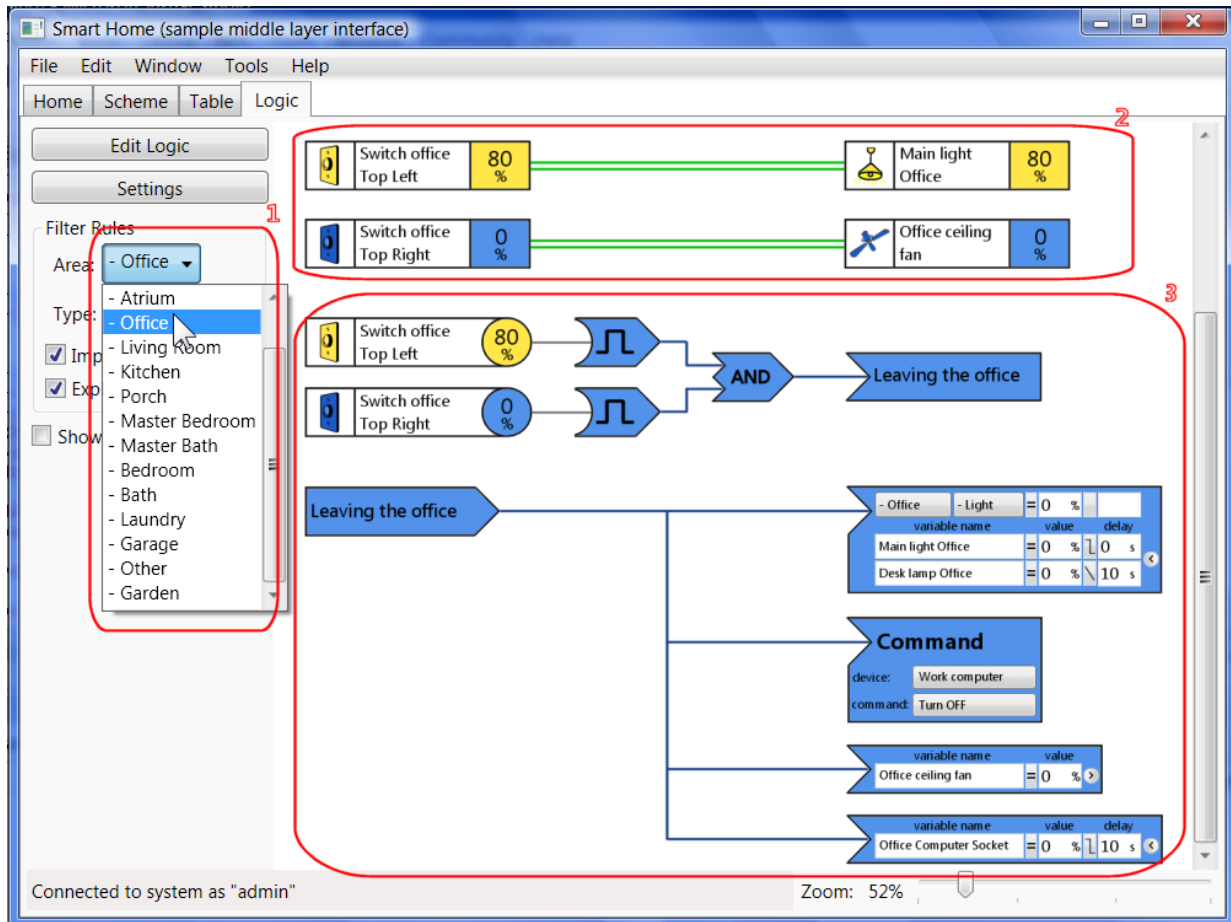 Smart Home (sample middle layer interface)
File Edit Window Tools Help
Home Scheme Table Logic
Edit Logic
Settings
Filter Rules
Area: - Office
Type:
- Atrium
- Office
- Living Room
- Kitchen
- Porch
- Master Bedroom
- Master Bath
- Bedroom
- Bath
- Laundry
- Garage
- Other
- Garden
Imp
Exp
Show
1
2
Switch office
Top Left
80
%
Main light
Office
80
%
Switch office
Top Right
0
%
Office ceiling
fan
0
%
3
Switch office
Top Left
80
%
Switch office
Top Right
0
%
AND
Leaving the office
Leaving the office
- Office - Light = 0 %
variable name value delay
Main light Office = 0 % 0 s
Desk lamp Office = 0 % 10 s
Command
device: Work computer
command: Turn OFF
variable name value
Office ceiling fan = 0 %
variable name value delay
Office Computer Socket = 0 % 10 s
Connected to system as "admin"
Zoom: 52%